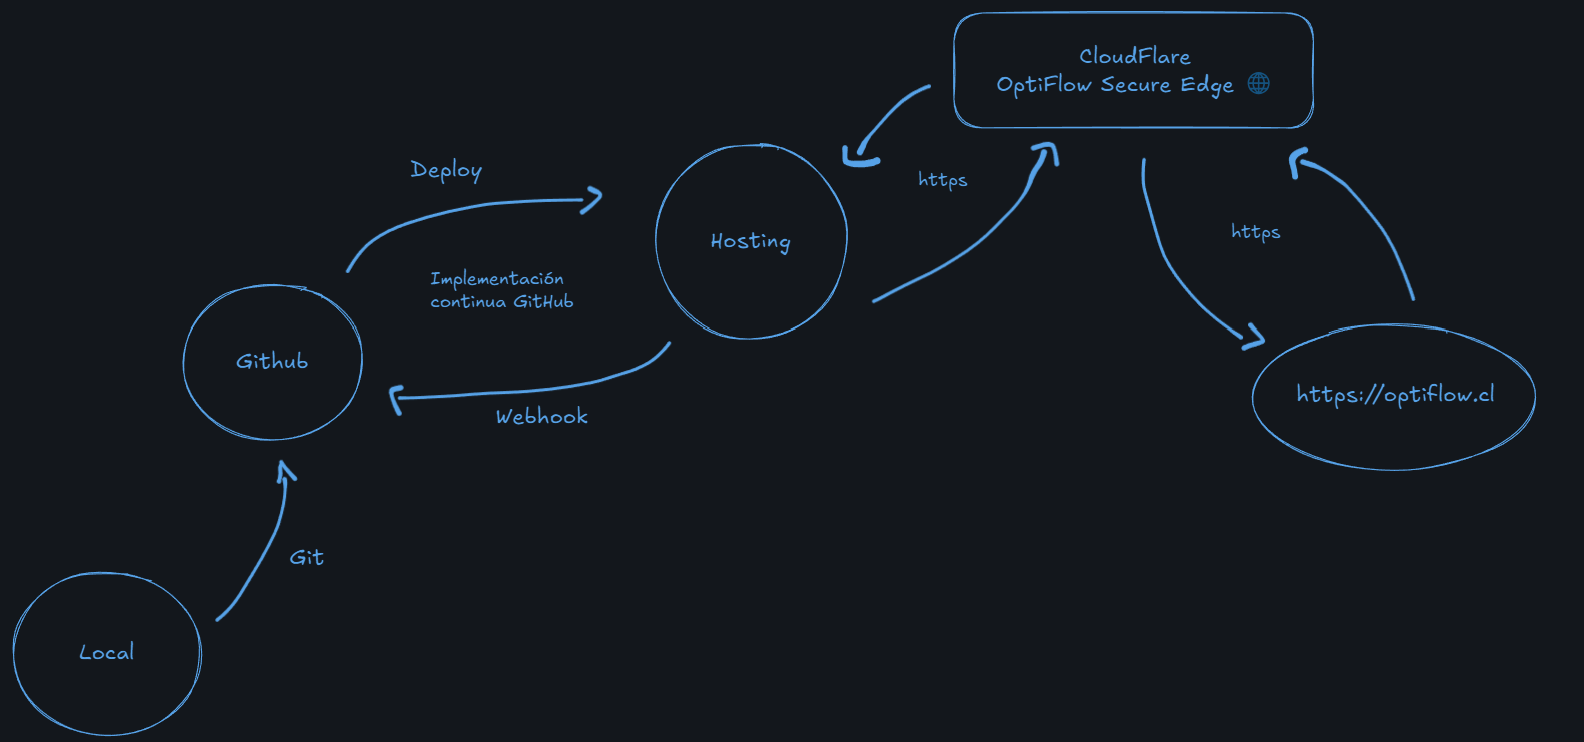 CloudFlare
OptiFlow Secure Edge 🌐
Deploy
https
Hosting
https
Implementación
continua GitHub
Github
https://optiflow.cl
Webhook
Git
Local